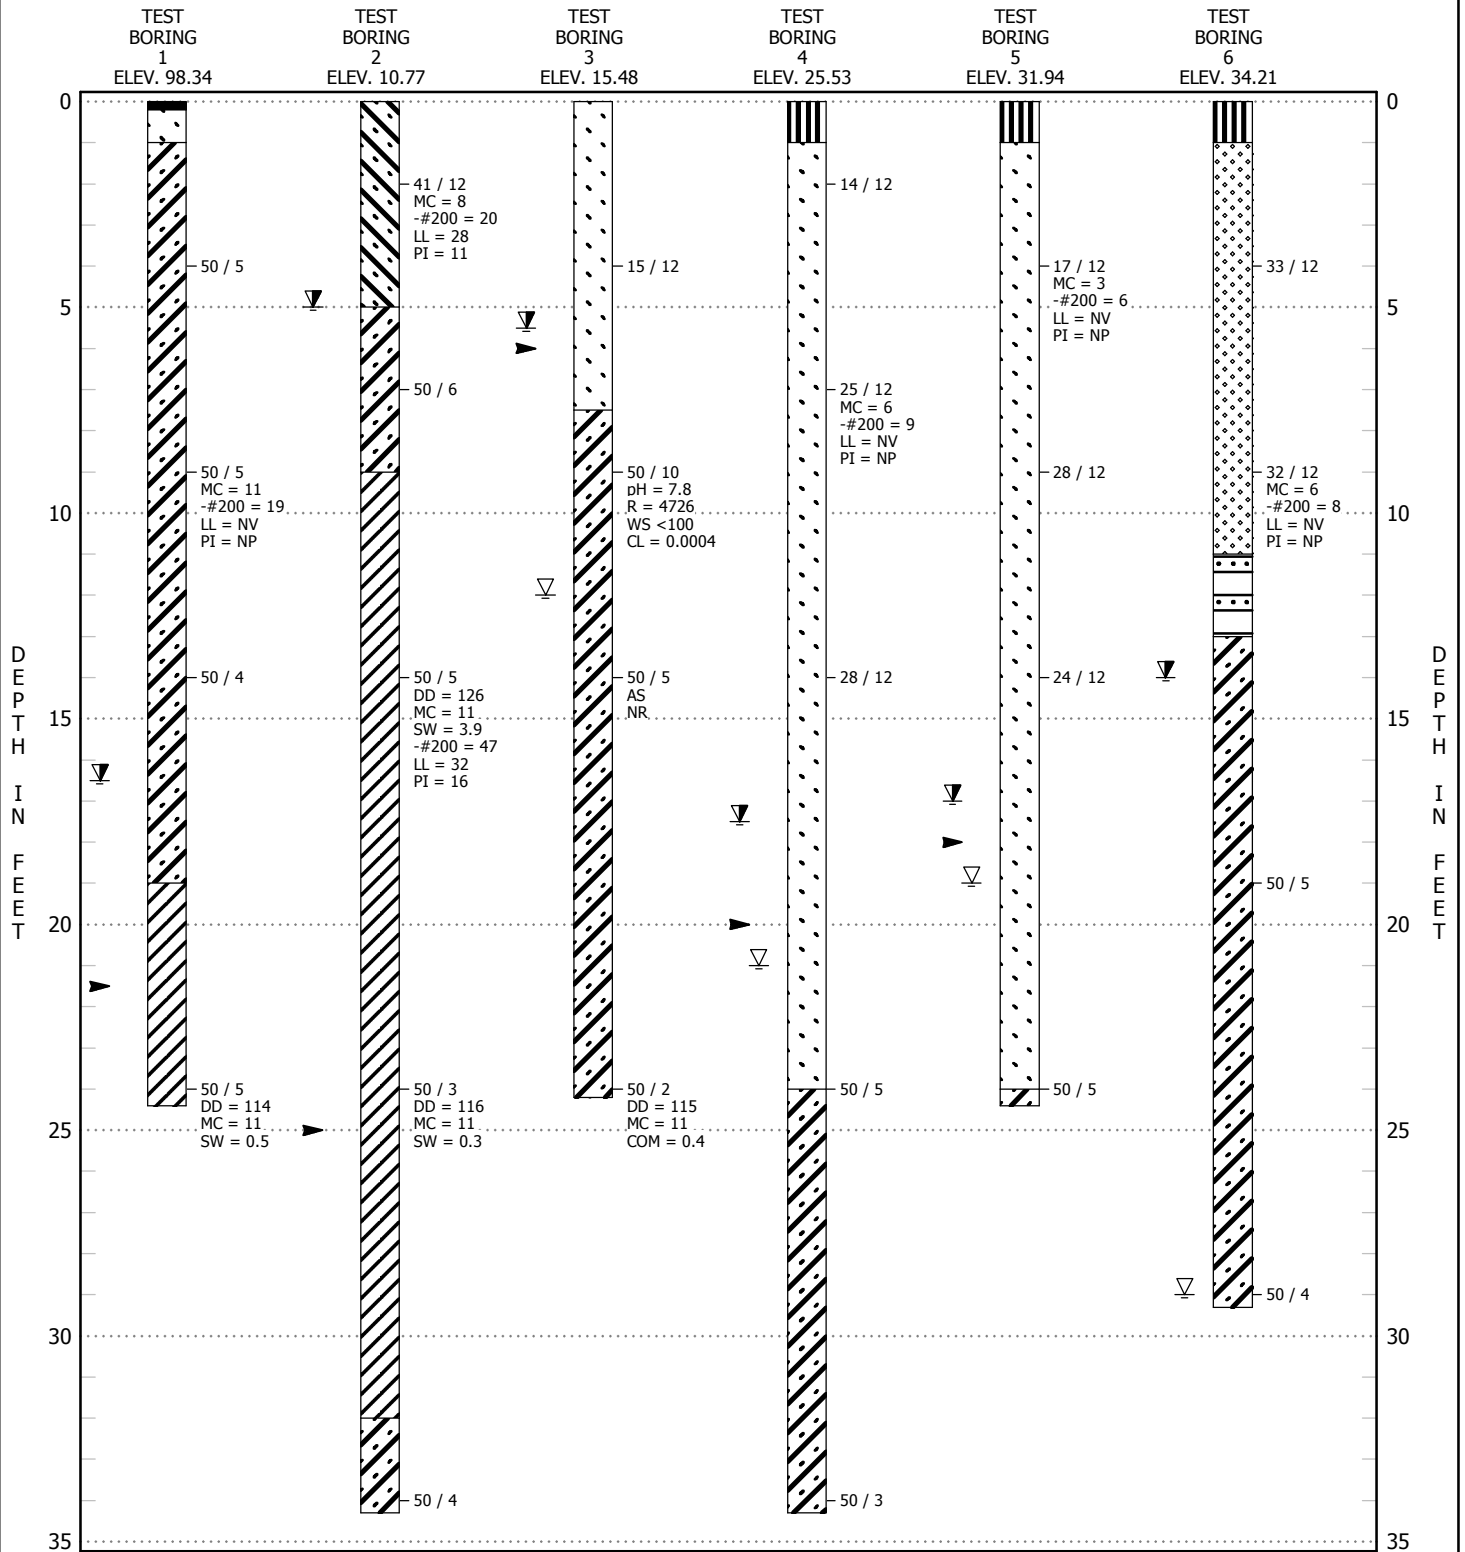 TEST
BORING
1
ELEV. 98.34
TEST
BORING
2
ELEV. 10.77
TEST
BORING
3
ELEV. 15.48
TEST
BORING
4
ELEV. 25.53
TEST
BORING
5
ELEV. 31.94
TEST
BORING
6
ELEV. 34.21
0
5
10
15
20
25
30
35
DEPTH IN FEET
50 / 5
50 / 5
MC = 11
-#200 = 19
LL = NV
PI = NP
50 / 4
50 / 5
DD = 114
MC = 11
SW = 0.5
41 / 12
MC = 8
-#200 = 20
LL = 28
PI = 11
50 / 6
50 / 5
DD = 126
MC = 11
SW = 3.9
-#200 = 47
LL = 32
PI = 16
50 / 3
DD = 116
MC = 11
SW = 0.3
50 / 4
15 / 12
50 / 10
pH = 7.8
R = 4726
WS <100
CL = 0.0004
50 / 5
AS
NR
50 / 2
DD = 115
MC = 11
COM = 0.4
14 / 12
25 / 12
MC = 6
-#200 = 9
LL = NV
PI = NP
28 / 12
50 / 5
50 / 3
17 / 12
MC = 3
-#200 = 6
LL = NV
PI = NP
28 / 12
24 / 12
50 / 5
33 / 12
32 / 12
MC = 6
-#200 = 8
LL = NV
PI = NP
50 / 5
50 / 4
0
5
10
15
20
25
30
35
DEPTH IN FEET